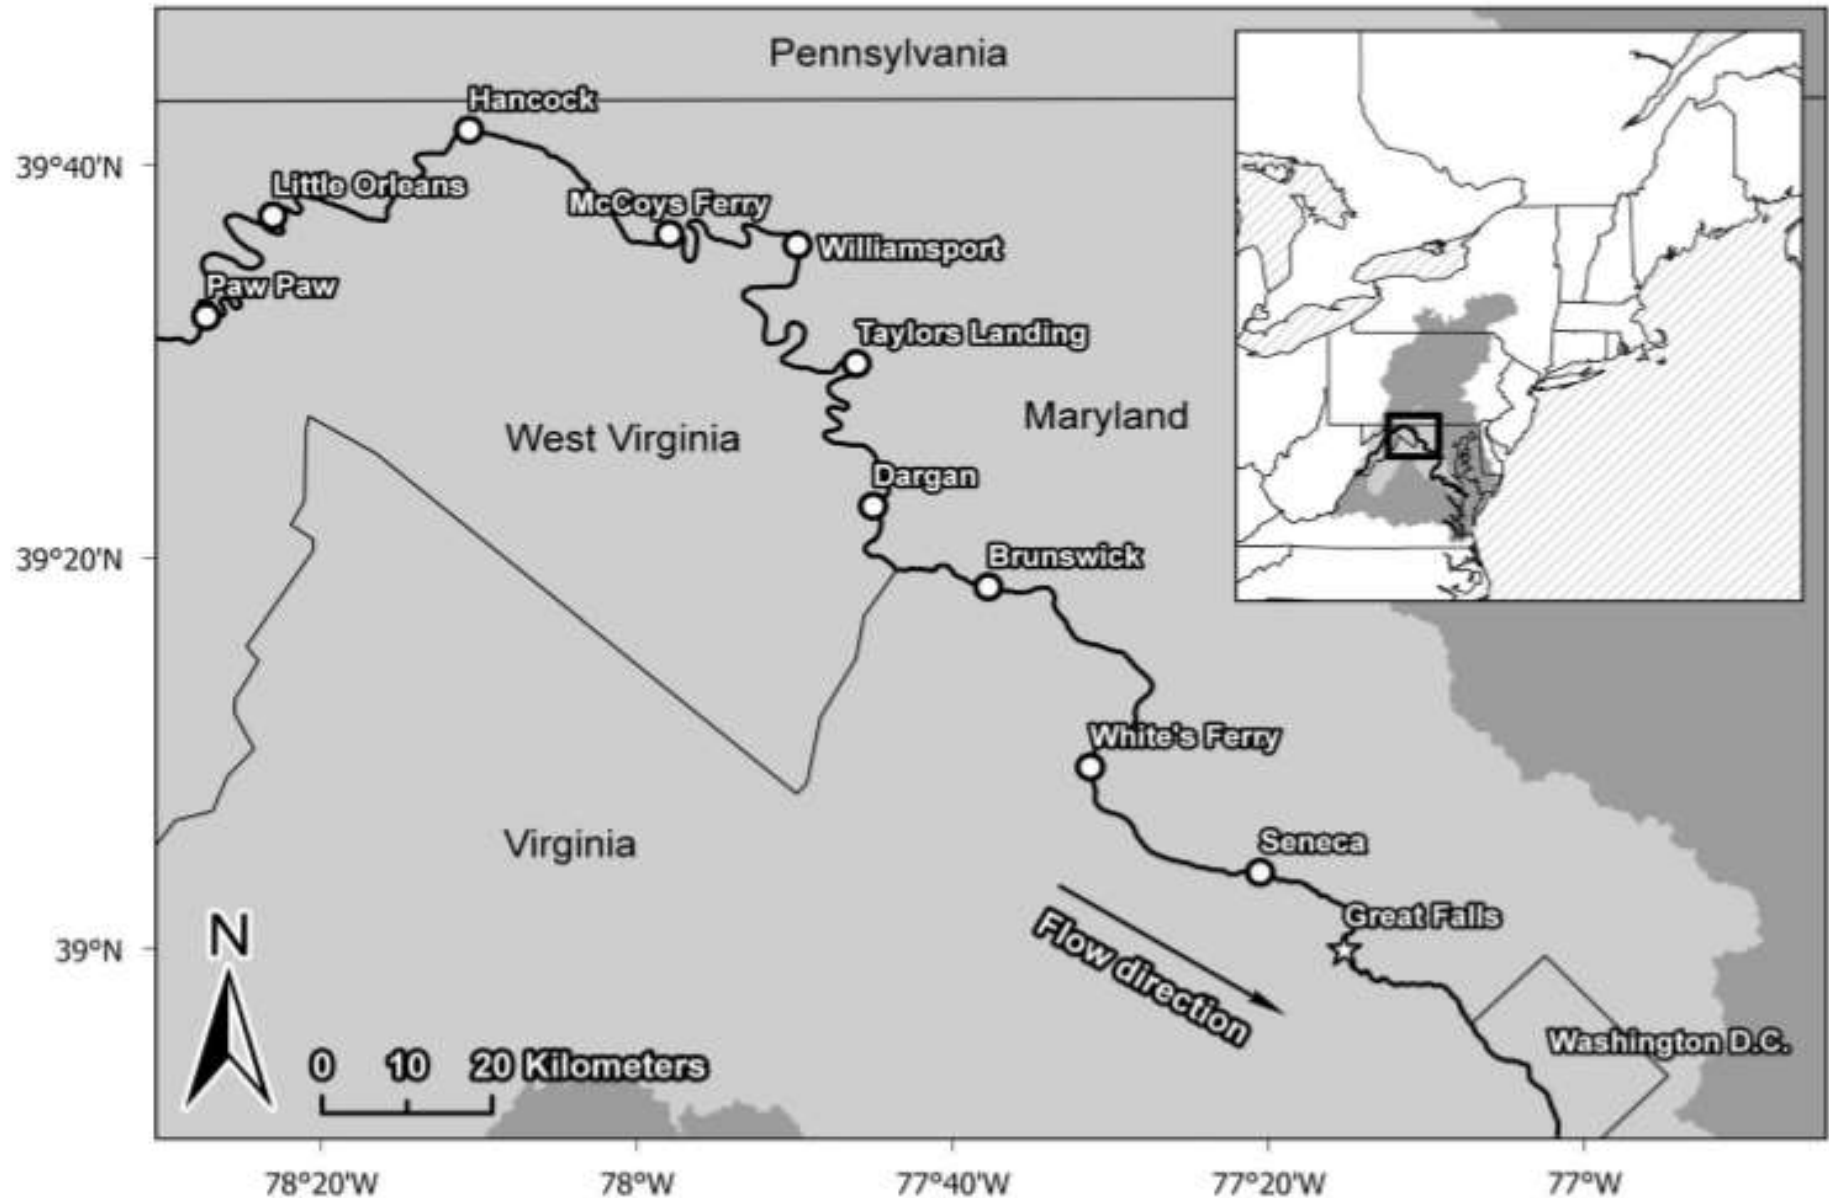 Pennsylvania
Hancock
39°40'N
Little Orleans
McCoys Ferry
Williamsport
Paw Paw
Taylors Landing
Maryland
West Virginia
Dargan
39°20'N
Brunswick
White's Ferry
Virginia
Seneca
Great Falls
N
39°N
Flow direction
Washington D.C.
0 10 20 Kilometers
78°20'W 78°W 77°40'W 77°20'W 77°W